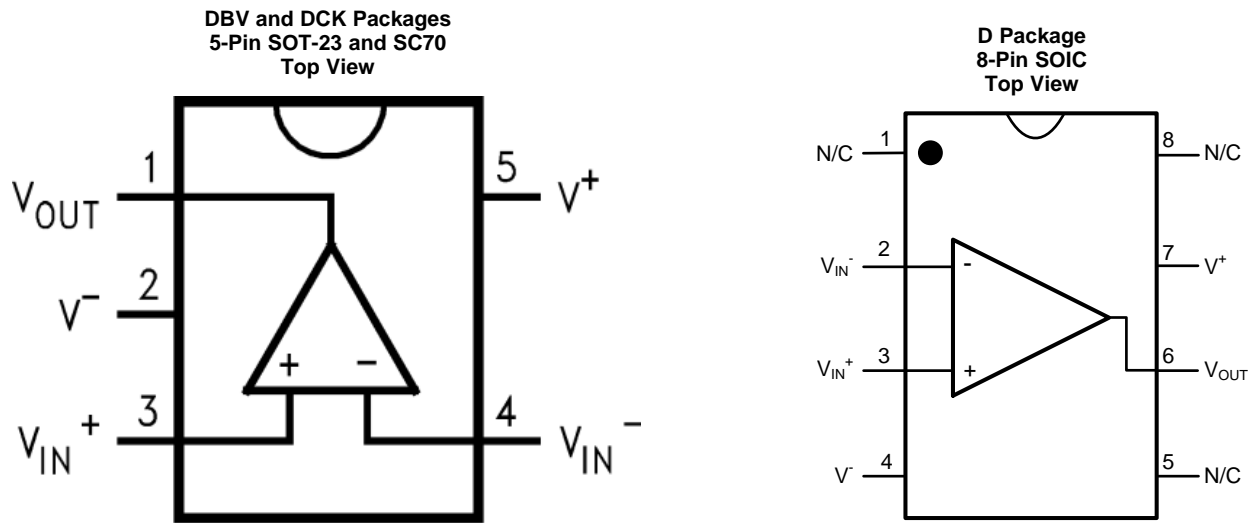 DBV and DCK Packages
5-Pin SOT-23 and SC70
Top View
1
V_OUT
5
V⁺
2
V⁻
+ −
3
V_IN⁺
4
V_IN⁻
D Package
8-Pin SOIC
Top View
N/C 1
8 N/C
V_IN⁻ 2
-
7 V⁺
V_IN⁺ 3
+
6 V_OUT
V⁻ 4
5 N/C